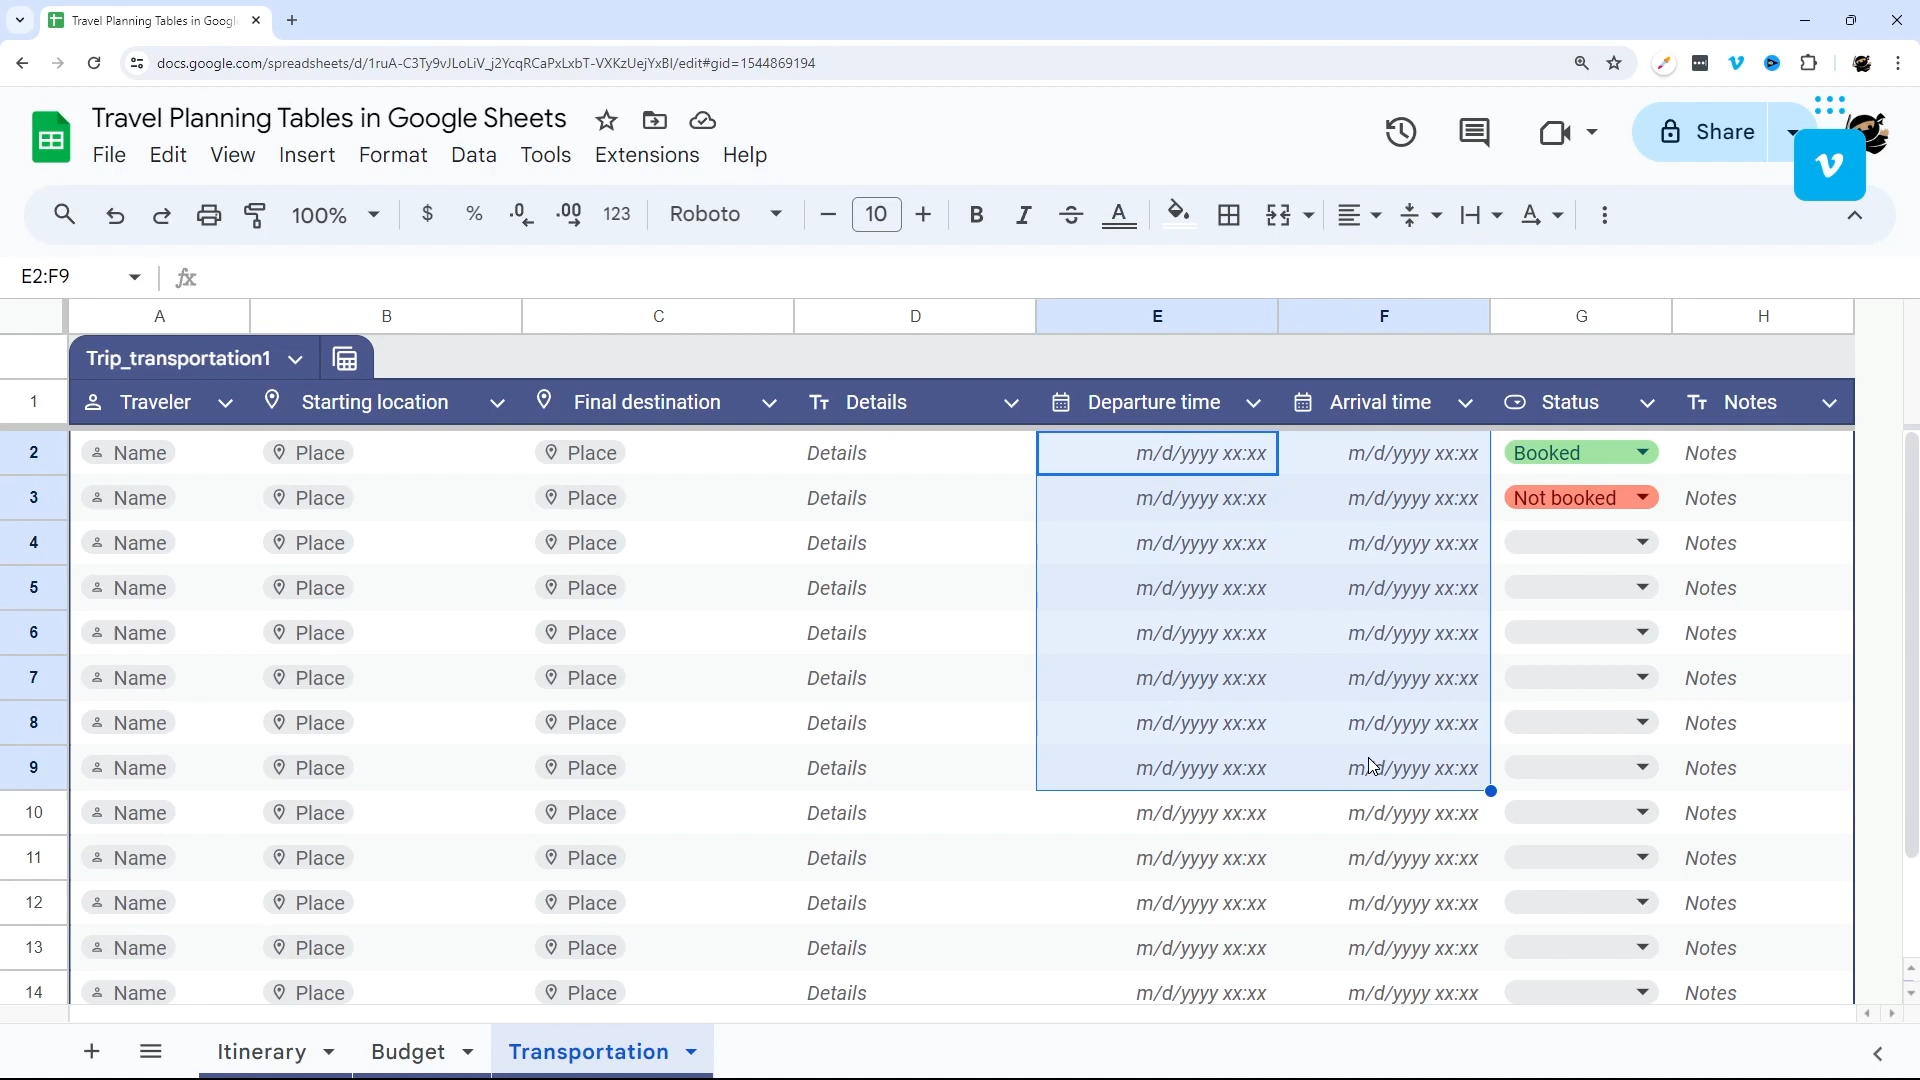 Travel Planning Tables in Googl
docs.google.com/spreadsheets/d/1ruA-C3Ty9vJLoLiV_j2YcqRCaPxLxbT-VXKzUejYxBI/edit#gid=1544869194
Travel Planning Tables in Google Sheets
File Edit View Insert Format Data Tools Extensions Help
Share
100% $ % .0 .00 123 Roboto 10 B I S A A
E2:F9 fx
A B C D E F G H
Trip_transportation1
1 Traveler Starting location Final destination Tт Details Departure time Arrival time Status Tт Notes
2 Name Place Place Details m/d/yyyy xx:xx m/d/yyyy xx:xx Booked Notes
3 Name Place Place Details m/d/yyyy xx:xx m/d/yyyy xx:xx Not booked Notes
4 Name Place Place Details m/d/yyyy xx:xx m/d/yyyy xx:xx Notes
5 Name Place Place Details m/d/yyyy xx:xx m/d/yyyy xx:xx Notes
6 Name Place Place Details m/d/yyyy xx:xx m/d/yyyy xx:xx Notes
7 Name Place Place Details m/d/yyyy xx:xx m/d/yyyy xx:xx Notes
8 Name Place Place Details m/d/yyyy xx:xx m/d/yyyy xx:xx Notes
9 Name Place Place Details m/d/yyyy xx:xx m/d/yyyy xx:xx Notes
10 Name Place Place Details m/d/yyyy xx:xx m/d/yyyy xx:xx Notes
11 Name Place Place Details m/d/yyyy xx:xx m/d/yyyy xx:xx Notes
12 Name Place Place Details m/d/yyyy xx:xx m/d/yyyy xx:xx Notes
13 Name Place Place Details m/d/yyyy xx:xx m/d/yyyy xx:xx Notes
14 Name Place Place Details m/d/yyyy xx:xx m/d/yyyy xx:xx Notes
Itinerary Budget Transportation